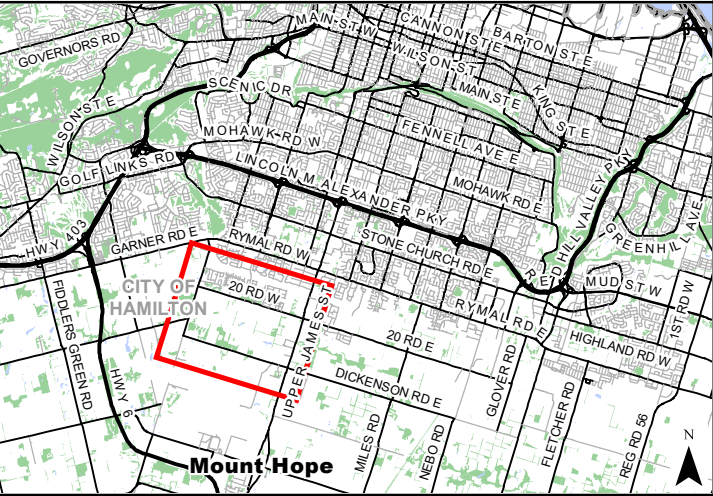 MAIN ST W
CANNON ST E
BARTON ST E
GOVERNORS RD
WILSON ST
MAIN ST E
KING ST E
SCENIC DR
WILSON ST E
MOHAWK RD W
FENNELL AVE E
GOLF LINKS RD
LINCOLN M ALEXANDER PKY
MOHAWK RD E
RED HILL VALLEY PKY
GREENHILL AVE
HWY 403
GARNER RD E
RYMAL RD W
STONE CHURCH RD E
MUD ST W
CITY OF
HAMILTON
20 RD W
UPPER JAMES ST
RYMAL RD E
1ST RD W
FIDDLERS GREEN RD
HWY 6
20 RD E
HIGHLAND RD W
DICKENSON RD E
GLOVER RD
FLETCHER RD
REG RD 56
MILES RD
NEBO RD
N
Mount Hope